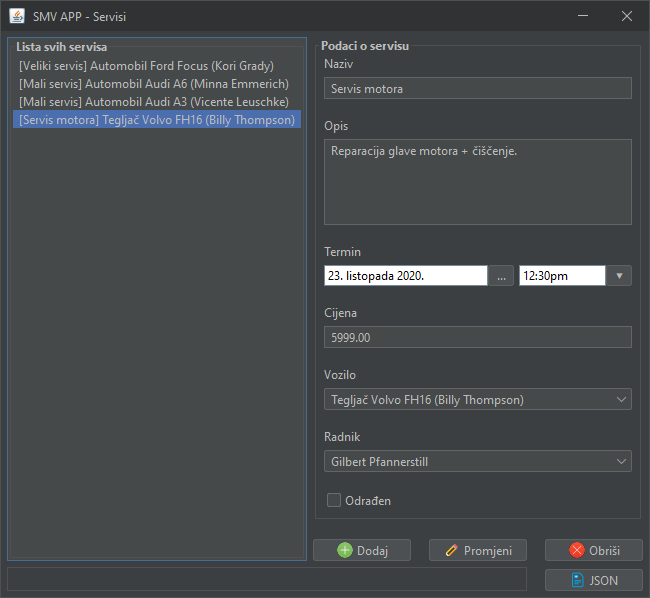 SMV APP - Servisi
Lista svih servisa
[Veliki servis] Automobil Ford Focus (Kori Grady)
[Mali servis] Automobil Audi A6 (Minna Emmerich)
[Mali servis] Automobil Audi A3 (Vicente Leuschke)
[Servis motora] Tegljač Volvo FH16 (Billy Thompson)
Podaci o servisu
Naziv
Servis motora
Opis
Reparacija glave motora + čiščenje.
Termin
23. listopada 2020.
...
12:30pm
Cijena
5999.00
Vozilo
Tegljač Volvo FH16 (Billy Thompson)
Radnik
Gilbert Pfannerstill
Odrađen
Dodaj
Promjeni
Obriši
JSON